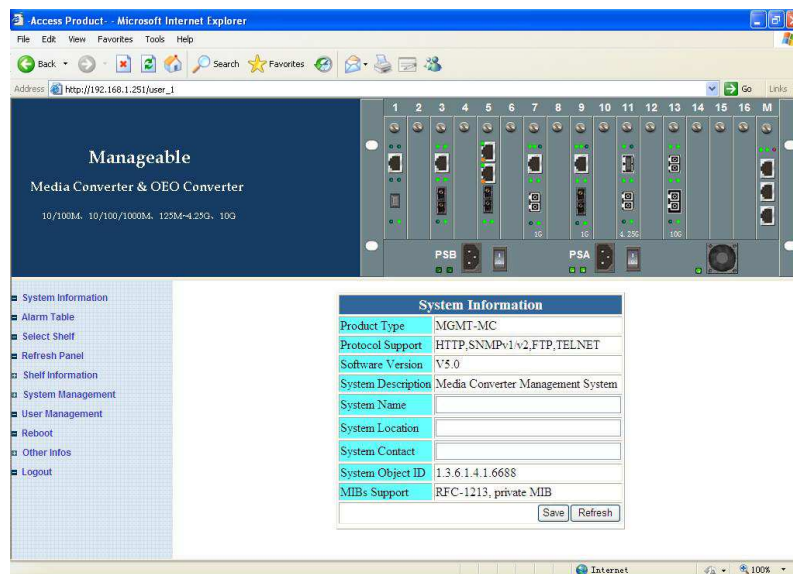 -Access Product- - Microsoft Internet Explorer
File Edit View Favorites Tools Help
Back Search Favorites
Address http://192.168.1.251/user_1 Go Links
1 2 3 4 5 6 7 8 9 10 11 12 13 14 15 16 M
Manageable
Media Converter & OEO Converter
10/100M、10/100/1000M、125M~4.25G、10G
1G 1G 4.25G 10G
PSB PSA
System Information
Alarm Table
Select Shelf
Refresh Panel
Shelf Information
System Management
User Management
Reboot
Other Infos
Logout
System Information
Product Type MGMT-MC
Protocol Support HTTP,SNMPv1/v2,FTP,TELNET
Software Version V5.0
System Description Media Converter Management System
System Name
System Location
System Contact
System Object ID 1.3.6.1.4.1.6688
MIBs Support RFC-1213, private MIB
Save Refresh
Internet 100%